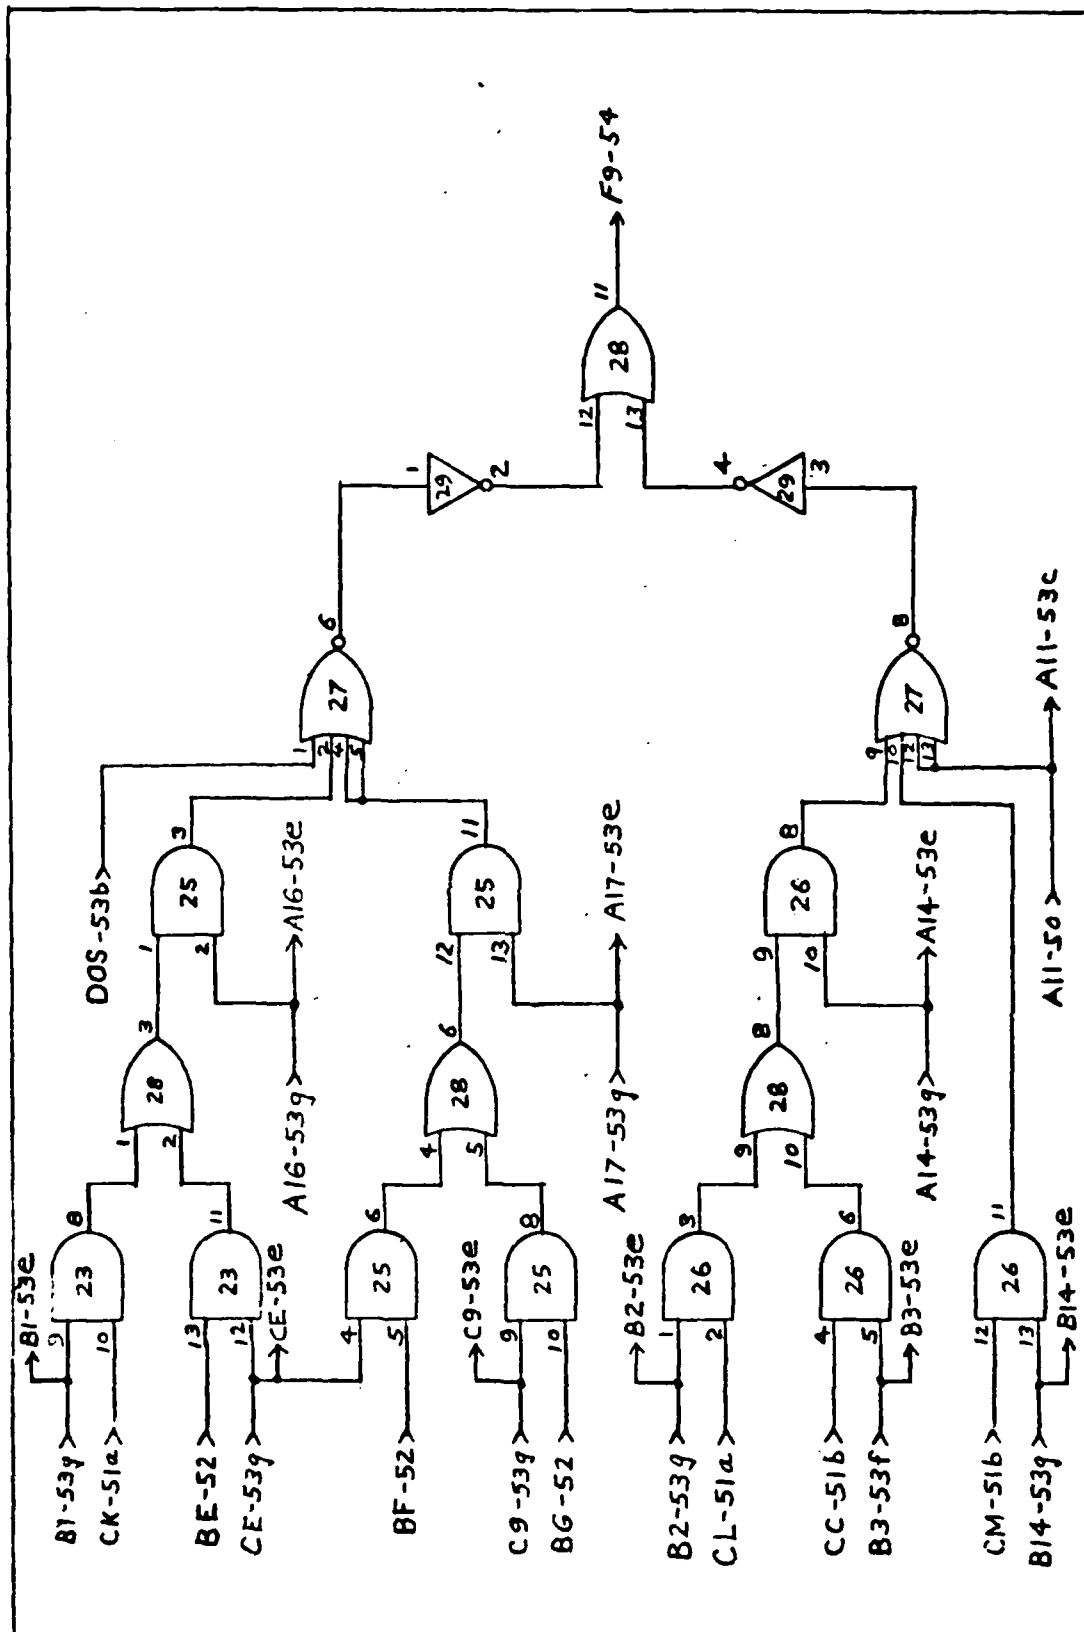 B1-53g
B1-53e
9
CK-51a
10
23
8
BE-52
13
CE-53g
12
23
11
CE-53e
1
2
28
3
A16-53g
A16-53e
1
2
25
3
DOS-53b
4
BF-52
5
25
6
C9-53g
C9-53e
9
BG-52
10
25
8
4
5
28
6
A17-53g
A17-53e
12
13
25
11
1
2
4
5
27
6
1
29
2
B2-53g
B2-53e
1
CL-51a
2
26
3
CC-51b
4
B3-53f
5
B3-53e
26
6
9
10
28
8
A14-53g
A14-53e
9
10
26
8
CM-51b
12
B14-53g
13
B14-53e
26
11
A11-50
A11-53c
9
10
12
13
27
8
3
29
4
12
13
28
11
F9-54